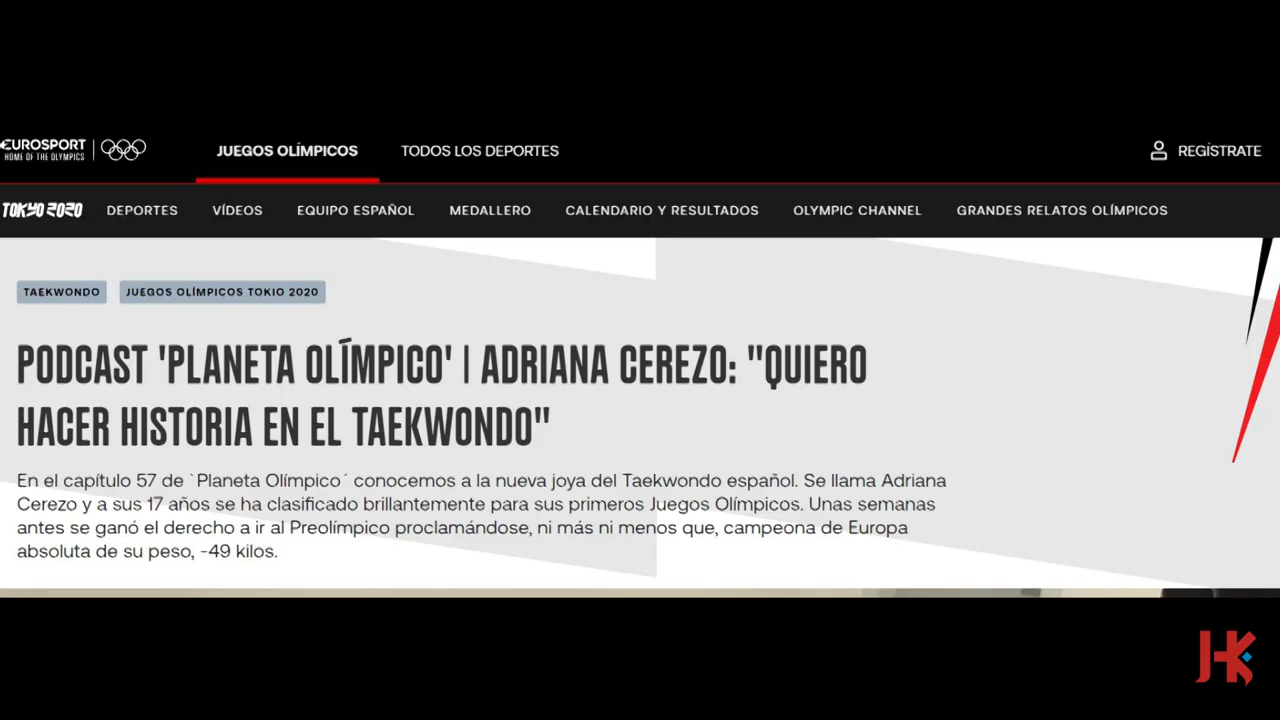 EUROSPORT
HOME OF THE OLYMPICS
JUEGOS OLÍMPICOS TODOS LOS DEPORTES REGÍSTRATE
TOKYO 2020 DEPORTES VÍDEOS EQUIPO ESPAÑOL MEDALLERO CALENDARIO Y RESULTADOS OLYMPIC CHANNEL GRANDES RELATOS OLÍMPICOS
TAEKWONDO JUEGOS OLÍMPICOS TOKIO 2020
PODCAST 'PLANETA OLÍMPICO' | ADRIANA CEREZO: "QUIERO
HACER HISTORIA EN EL TAEKWONDO"
En el capítulo 57 de `Planeta Olímpico´ conocemos a la nueva joya del Taekwondo español. Se llama Adriana
Cerezo y a sus 17 años se ha clasificado brillantemente para sus primeros Juegos Olímpicos. Unas semanas
antes se ganó el derecho a ir al Preolímpico proclamándose, ni más ni menos que, campeona de Europa
absoluta de su peso, -49 kilos.
HK